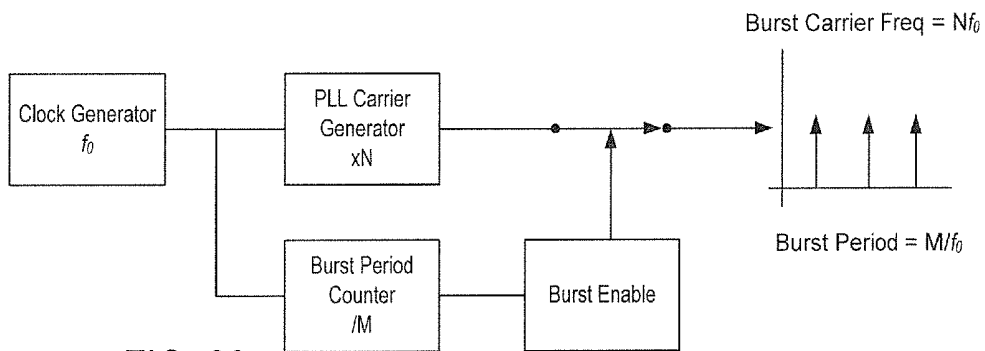 Burst Carrier Freq = Nf₀
Clock Generator
f₀
PLL Carrier
Generator
xN
Burst Period = M/f₀
Burst Period
Counter
/M
Burst Enable